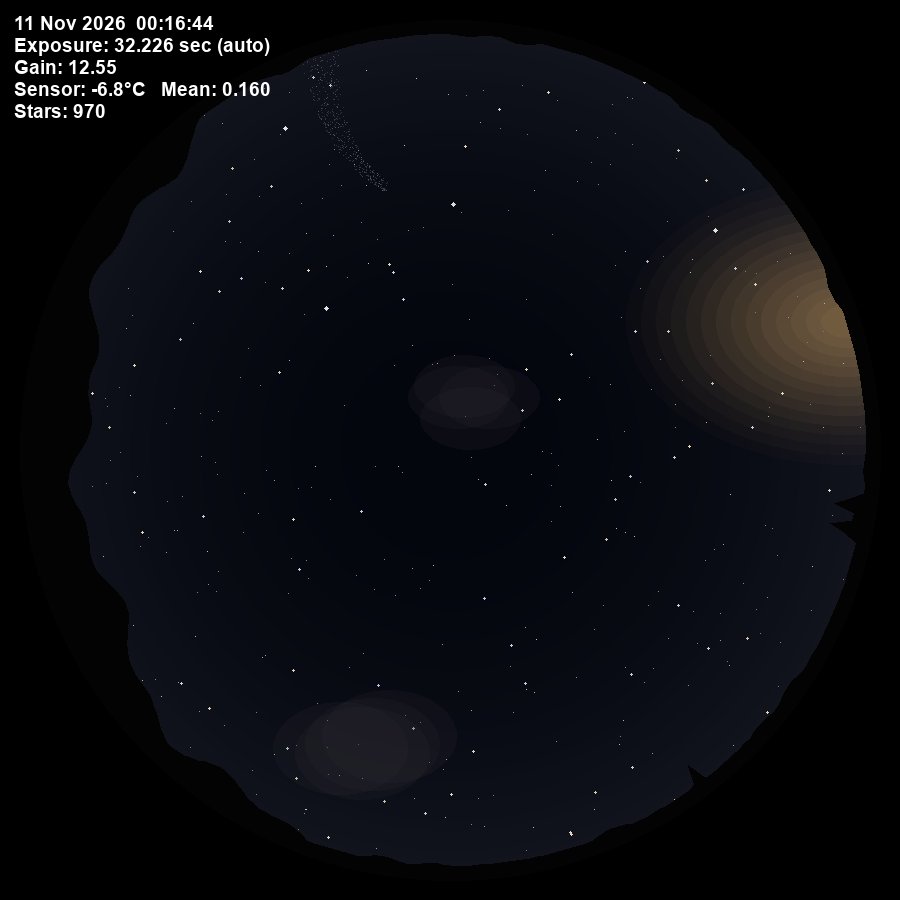 11 Nov 2026  00:16:44
Exposure: 32.226 sec (auto)
Gain: 12.55
Sensor: -6.8°C   Mean: 0.160
Stars: 970